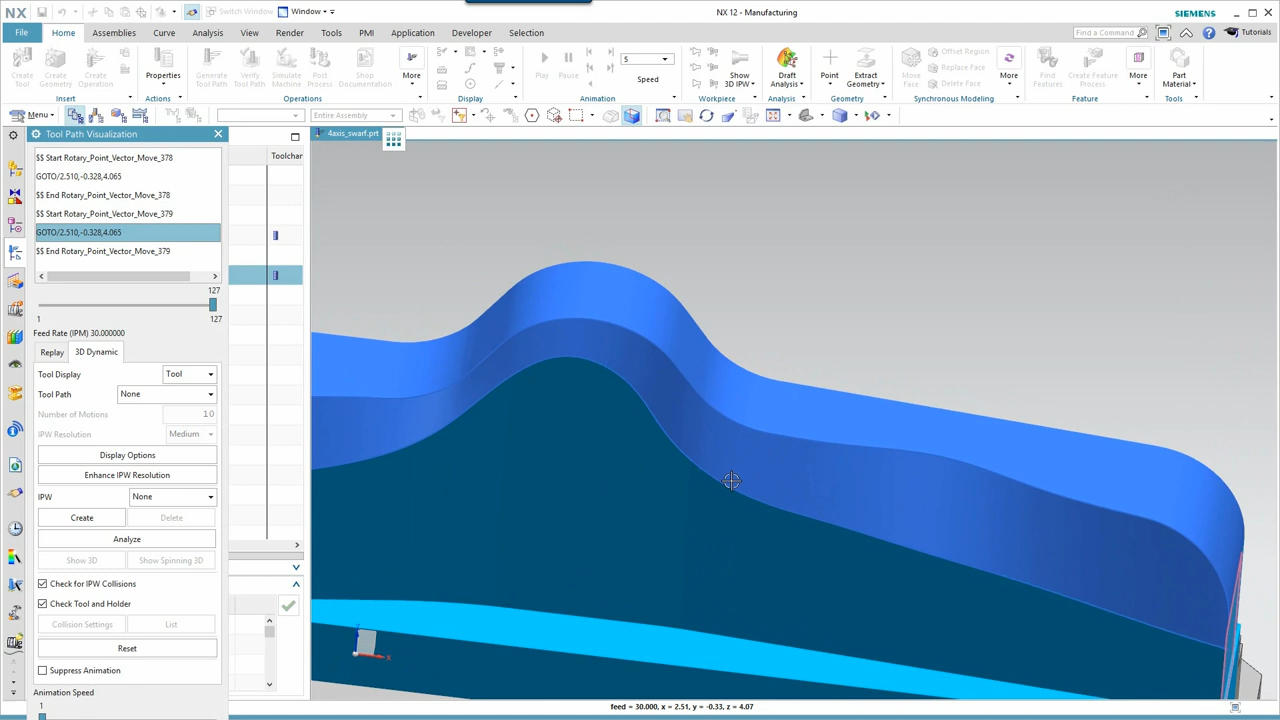 NX
Switch Window
Window
NX 12 - Manufacturing
SIEMENS
File
Home
Assemblies
Curve
Analysis
View
Render
Tools
PMI
Application
Developer
Selection
Find a Command
Tutorials
Create Tool
Create Geometry
Create Operation
Properties
Generate Tool Path
Verify Tool Path
Simulate Machine
Post Process
Shop Documentation
More
5
Play
Pause
Speed
Show 3D IPW
Draft Analysis
Point
Extract Geometry
Move Face
Offset Region
Replace Face
Delete Face
More
Find Features
Create Feature Process
More
Part Material
Insert
Actions
Operations
Display
Animation
Workpiece
Analysis
Geometry
Synchronous Modeling
Feature
Tools
Menu
Entire Assembly
Tool Path Visualization
4axis_swarf.prt
Toolchar
$$ Start Rotary_Point_Vector_Move_378
GOTO/2.510,-0.328,4.065
$$ End Rotary_Point_Vector_Move_378
$$ Start Rotary_Point_Vector_Move_379
GOTO/2.510,-0.328,4.065
$$ End Rotary_Point_Vector_Move_379
127
1
127
Feed Rate (IPM) 30.000000
Replay
3D Dynamic
Tool Display
Tool
Tool Path
None
Number of Motions
10
IPW Resolution
Medium
Display Options
Enhance IPW Resolution
IPW
None
Create
Delete
Analyze
Show 3D
Show Spinning 3D
Check for IPW Collisions
Check Tool and Holder
Collision Settings
List
Reset
Suppress Animation
Animation Speed
1
X
feed = 30.000, x = 2.51, y = -0.33, z = 4.07